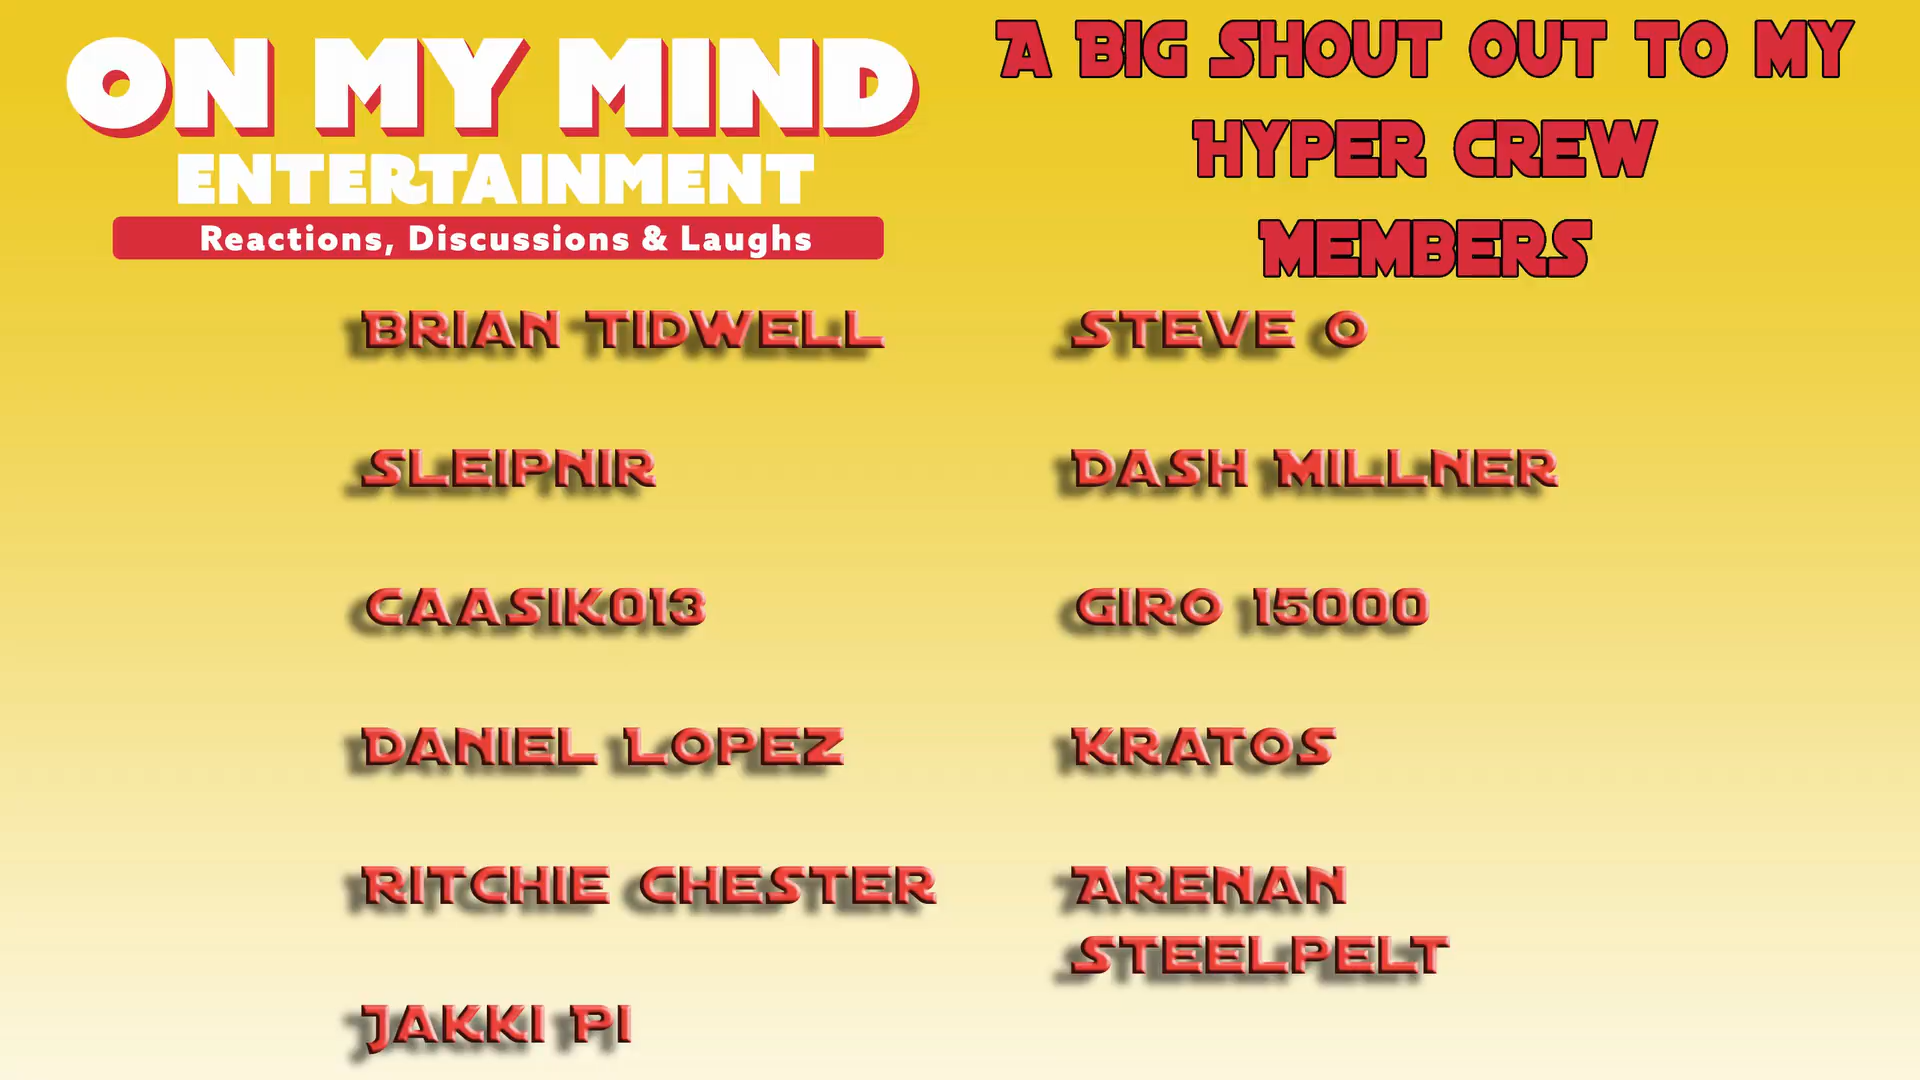 ON MY MIND
ENTERTAINMENT
Reactions, Discussions & Laughs
A BIG SHOUT OUT TO MY
HYPER CREW
MEMBERS
BRIAN TIDWELL
SLEIPNIR
CAASIK013
DANIEL LOPEZ
RITCHIE CHESTER
JAKKI PI
STEVE O
DASH MILLNER
GIRO 15000
KRATOS
ARENAN
STEELPELT